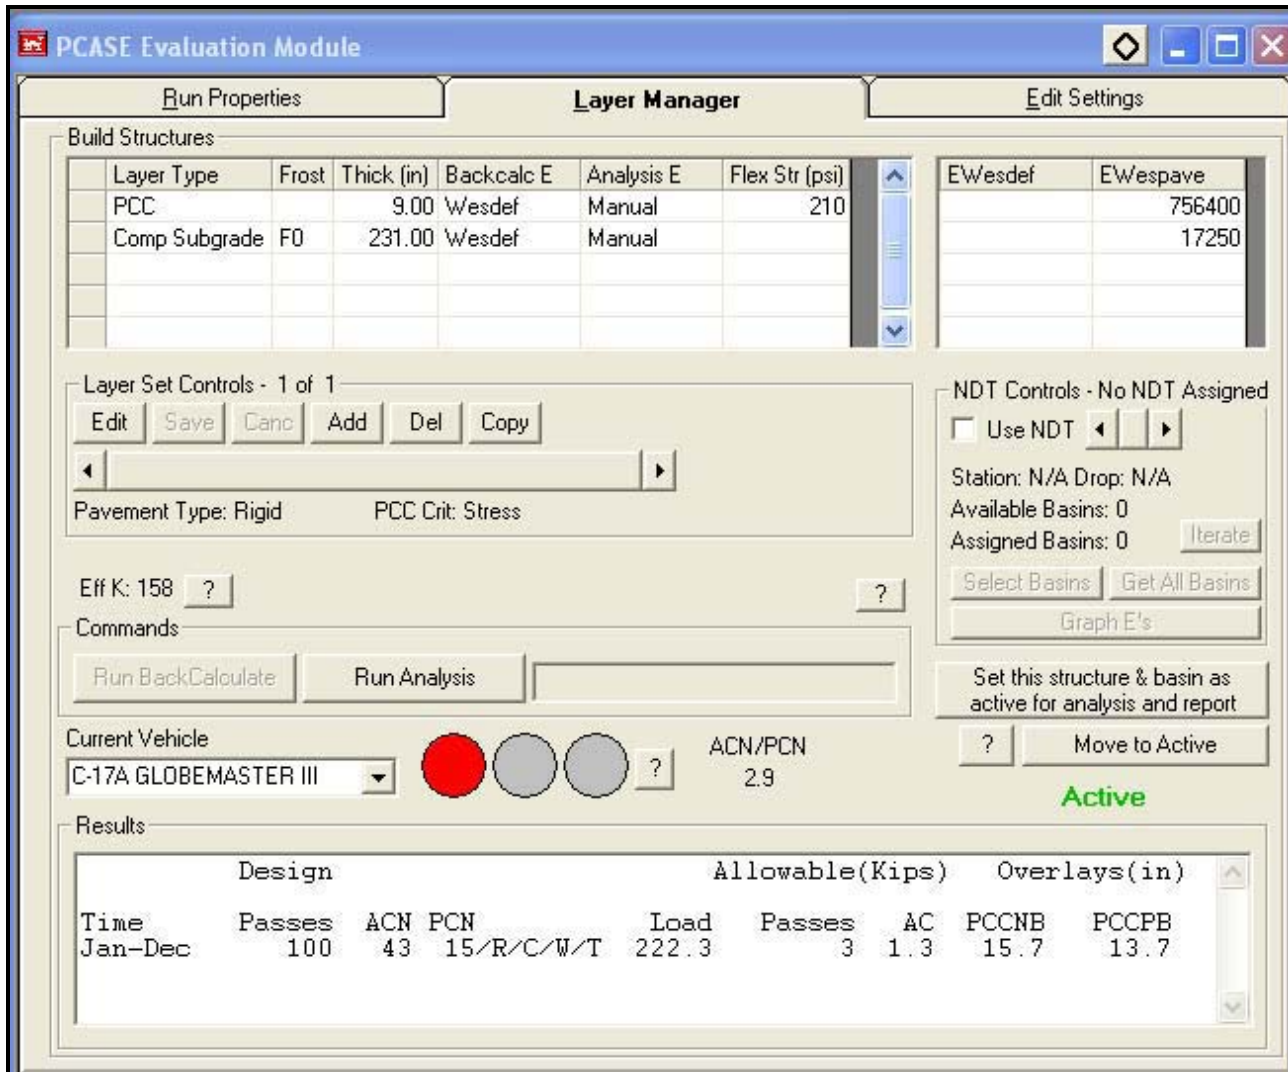 PCASE Evaluation Module
Run Properties Layer Manager Edit Settings
Build Structures
Layer Type Frost Thick (in) Backcalc E Analysis E Flex Str (psi) EWesdef EWespave
PCC 9.00 Wesdef Manual 210 756400
Comp Subgrade F0 231.00 Wesdef Manual 17250
Layer Set Controls - 1 of 1
Edit Save Canc Add Del Copy
Pavement Type: Rigid PCC Crit: Stress
NDT Controls - No NDT Assigned
Use NDT
Station: N/A Drop: N/A
Available Basins: 0
Assigned Basins: 0 Iterate
Select Basins Get All Basins
Graph E's
Eff K: 158 ? ?
Commands
Run BackCalculate Run Analysis
Set this structure & basin as
active for analysis and report
? Move to Active
Active
Current Vehicle
C-17A GLOBEMASTER III ? ACN/PCN
2.9
Results
Design Allowable(Kips) Overlays(in)
Time Passes ACN PCN Load Passes AC PCCNB PCCPB
Jan-Dec 100 43 15/R/C/W/T 222.3 3 1.3 15.7 13.7